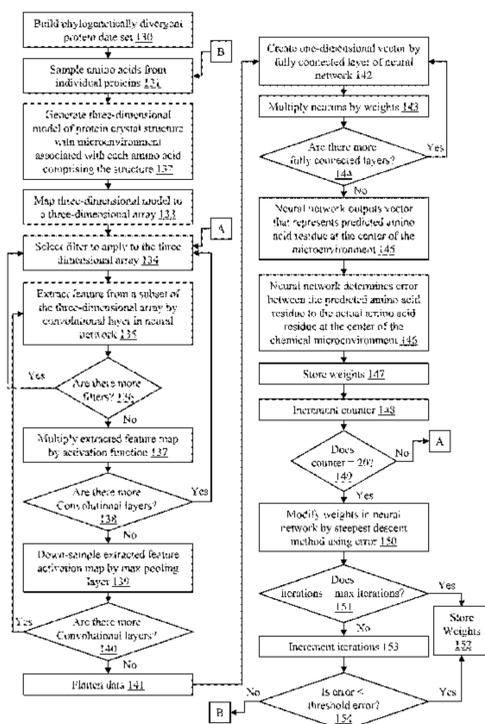 Build phylogenetically divergent
protein data set 130
B
Sample amino acids from
individual proteins 131
Generate three-dimensional
model of protein crystal structure
with microenvironment
associated with each amino acid
comprising the structure 132
Map three-dimensional model to
a three-dimensional array 133
A
Select filter to apply to the three
dimensional array 134
Extract feature from a subset of
the three-dimensional array by
convolutional layer in neural
network 135
Yes
Are there more
filters? 136
No
Multiply extracted feature map
by activation function 137
Are there more
Convolutional layers?
138
Yes
No
Down-sample extracted feature
activation map by max pooling
layer 139
Yes
Are there more
Convolutional layers?
140
No
Flatten data 141
Create one-dimensional vector by
fully connected layer of neural
network 142
Multiply neurons by weights 143
Are there more
fully connected layers?
144
Yes
No
Neural network outputs vector
that represents predicted amino
acid residue at the center of the
microenvironment 145
Neural network determines error
between the predicted amino acid
residue to the actual amino acid
residue at the center of the
chemical microenvironment 146
Store weights 147
Increment counter 148
Does
counter = 20?
149
No
A
Yes
Modify weights in neural
network by steepest descent
method using error 150
Does
iterations max iterations?
151
Yes
No
Store
Weights
152
Increment iterations 153
Is error <
threshold error?
154
Yes
No
B